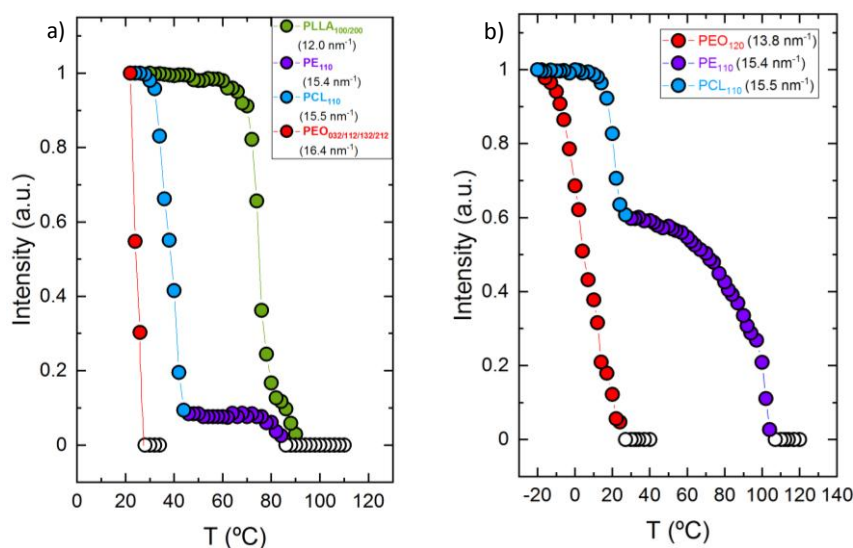 a)
PLLA100/200
(12.0 nm-1)
PE110
(15.4 nm-1)
PCL110
(15.5 nm-1)
PEO032/112/132/212
(16.4 nm-1)
Intensity (a.u.)
1
0.8
0.6
0.4
0.2
0
0 20 40 60 80 100 120
T (ºC)
b)
PEO120 (13.8 nm-1)
PE110 (15.4 nm-1)
PCL110 (15.5 nm-1)
Intensity (a.u.)
1
0.8
0.6
0.4
0.2
0
-20 0 20 40 60 80 100 120 140
T (ºC)